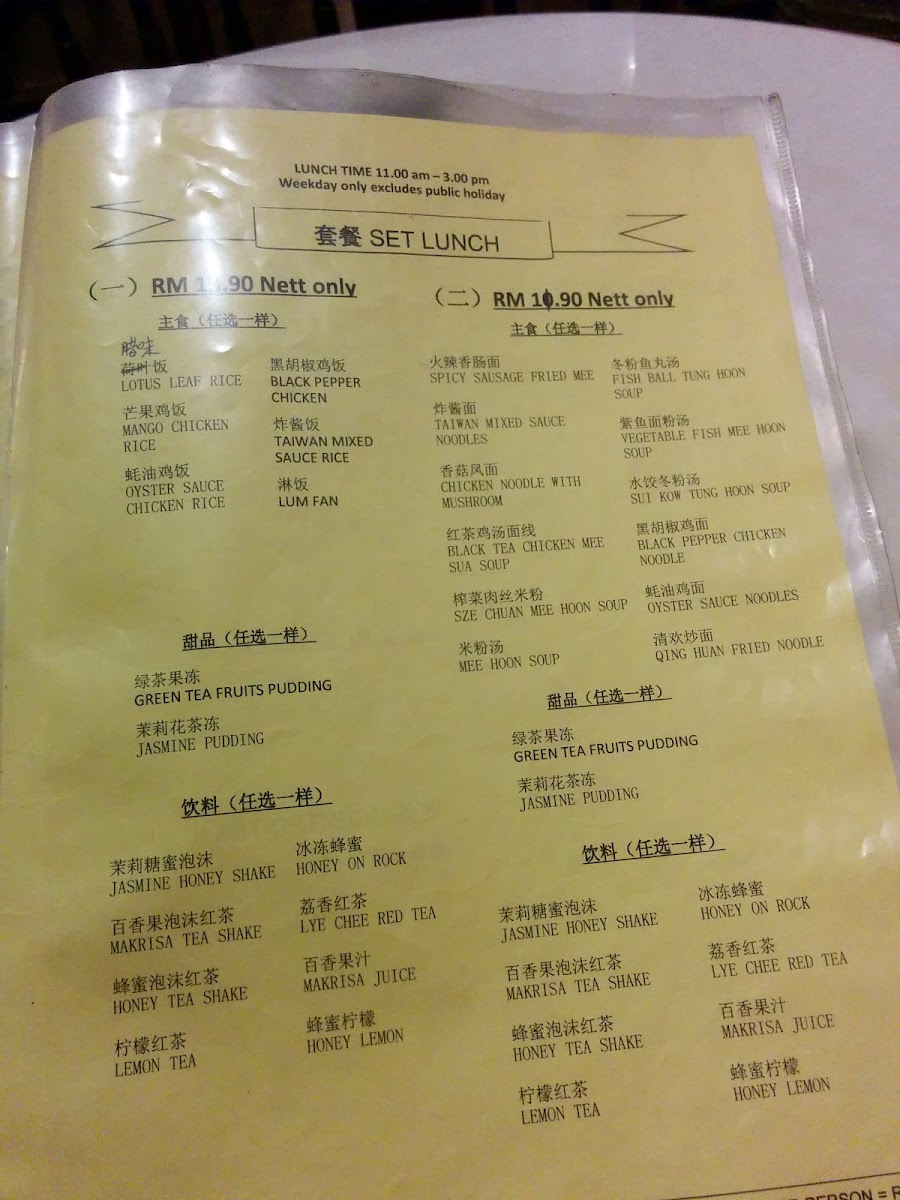 LUNCH TIME 11.00 am – 3.00 pm
Weekday only excludes public holiday
套餐 SET LUNCH
（一） RM .90 Nett only
主食（任选一样）
腊味
荷叶饭
LOTUS LEAF RICE
芒果鸡饭
MANGO CHICKEN
RICE
蚝油鸡饭
OYSTER SAUCE
CHICKEN RICE
黑胡椒鸡饭
BLACK PEPPER
CHICKEN
炸酱饭
TAIWAN MIXED
SAUCE RICE
淋饭
LUM FAN
甜品（任选一样）
绿茶果冻
GREEN TEA FRUITS PUDDING
茉莉花茶冻
JASMINE PUDDING
饮料（任选一样）
茉莉糖蜜泡沫
JASMINE HONEY SHAKE
百香果泡沫红茶
MAKRISA TEA SHAKE
蜂蜜泡沫红茶
HONEY TEA SHAKE
柠檬红茶
LEMON TEA
冰冻蜂蜜
HONEY ON ROCK
荔香红茶
LYE CHEE RED TEA
百香果汁
MAKRISA JUICE
蜂蜜柠檬
HONEY LEMON
（二） RM 10.90 Nett only
主食（任选一样）
火辣香肠面
SPICY SAUSAGE FRIED MEE
炸酱面
TAIWAN MIXED SAUCE
NOODLES
香菇凤面
CHICKEN NOODLE WITH
MUSHROOM
红茶鸡汤面线
BLACK TEA CHICKEN MEE
SUA SOUP
榨菜肉丝米粉
SZE CHUAN MEE HOON SOUP
米粉汤
MEE HOON SOUP
冬粉鱼丸汤
FISH BALL TUNG HOON
SOUP
紫鱼面粉汤
VEGETABLE FISH MEE HOON
SOUP
水饺冬粉汤
SUI KOW TUNG HOON SOUP
黑胡椒鸡面
BLACK PEPPER CHICKEN
NOODLE
蚝油鸡面
OYSTER SAUCE NOODLES
清欢炒面
QING HUAN FRIED NOODLE
甜品（任选一样）
绿茶果冻
GREEN TEA FRUITS PUDDING
茉莉花茶冻
JASMINE PUDDING
饮料（任选一样）
茉莉糖蜜泡沫
JASMINE HONEY SHAKE
百香果泡沫红茶
MAKRISA TEA SHAKE
蜂蜜泡沫红茶
HONEY TEA SHAKE
柠檬红茶
LEMON TEA
冰冻蜂蜜
HONEY ON ROCK
荔香红茶
LYE CHEE RED TEA
百香果汁
MAKRISA JUICE
蜂蜜柠檬
HONEY LEMON
PERSON =